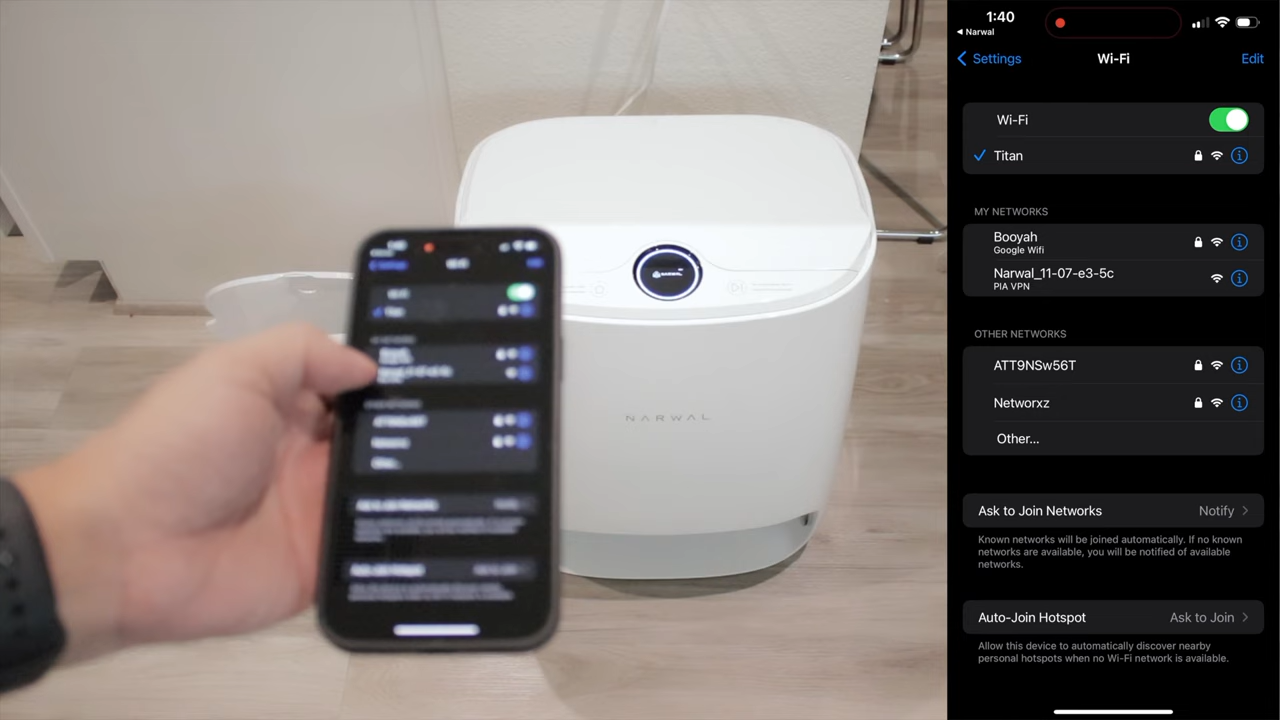 NARWAL
1:40
Narwal
Settings
Wi-Fi
Edit
Wi-Fi
Titan
MY NETWORKS
Booyah
Google Wifi
Narwal_11-07-e3-5c
PIA VPN
OTHER NETWORKS
ATT9NSw56T
Networxz
Other...
Ask to Join Networks
Notify
Known networks will be joined automatically. If no known
networks are available, you will be notified of available
networks.
Auto-Join Hotspot
Ask to Join
Allow this device to automatically discover nearby
personal hotspots when no Wi-Fi network is available.